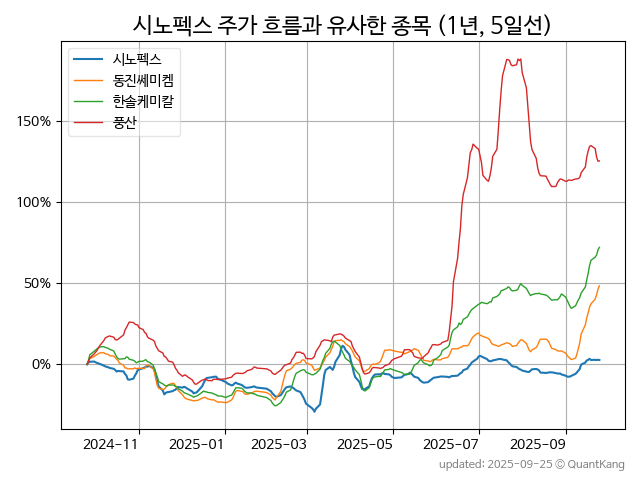 시노펙스 주가 흐름과 유사한 종목 (1년, 5일선)
시노펙스
동진쎄미켐
한솔케미칼
풍산
150%
100%
50%
0%
2024-11 2025-01 2025-03 2025-05 2025-07 2025-09
updated: 2025-09-25 © QuantKang